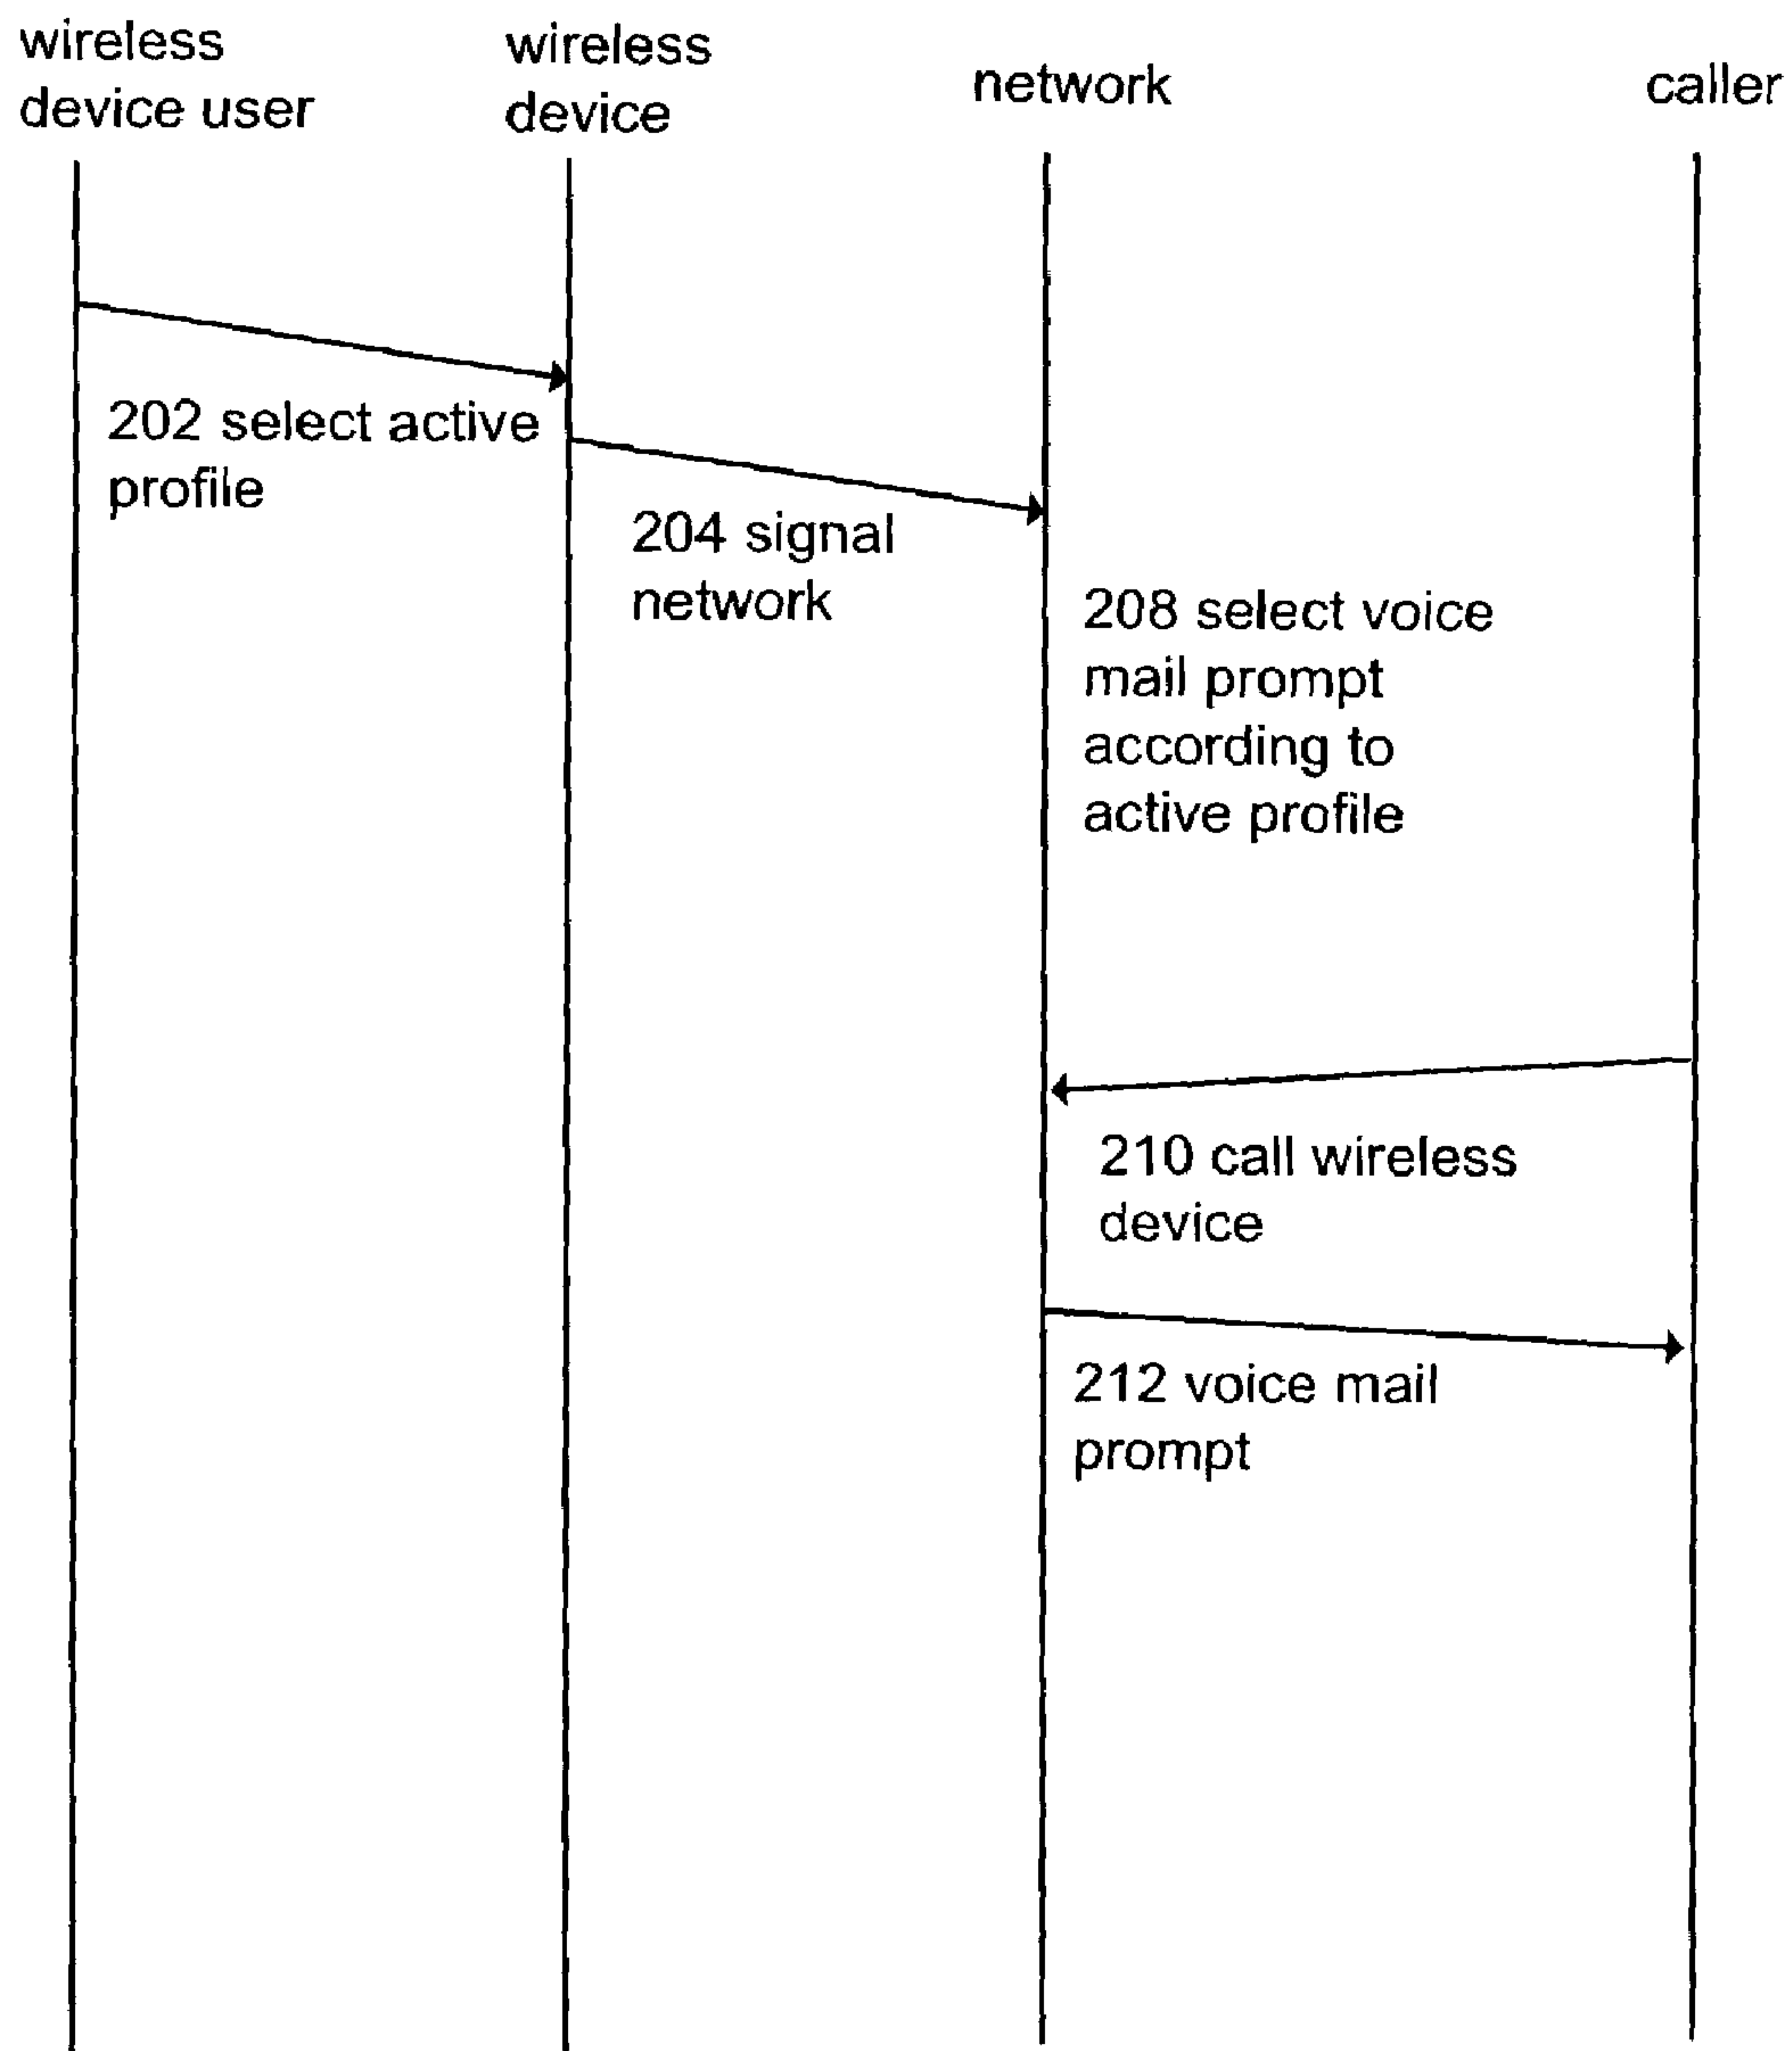 wireless
device user
wireless
device
network
caller
202 select active
profile
204 signal
network
208 select voice
mail prompt
according to
active profile
210 call wireless
device
212 voice mail
prompt